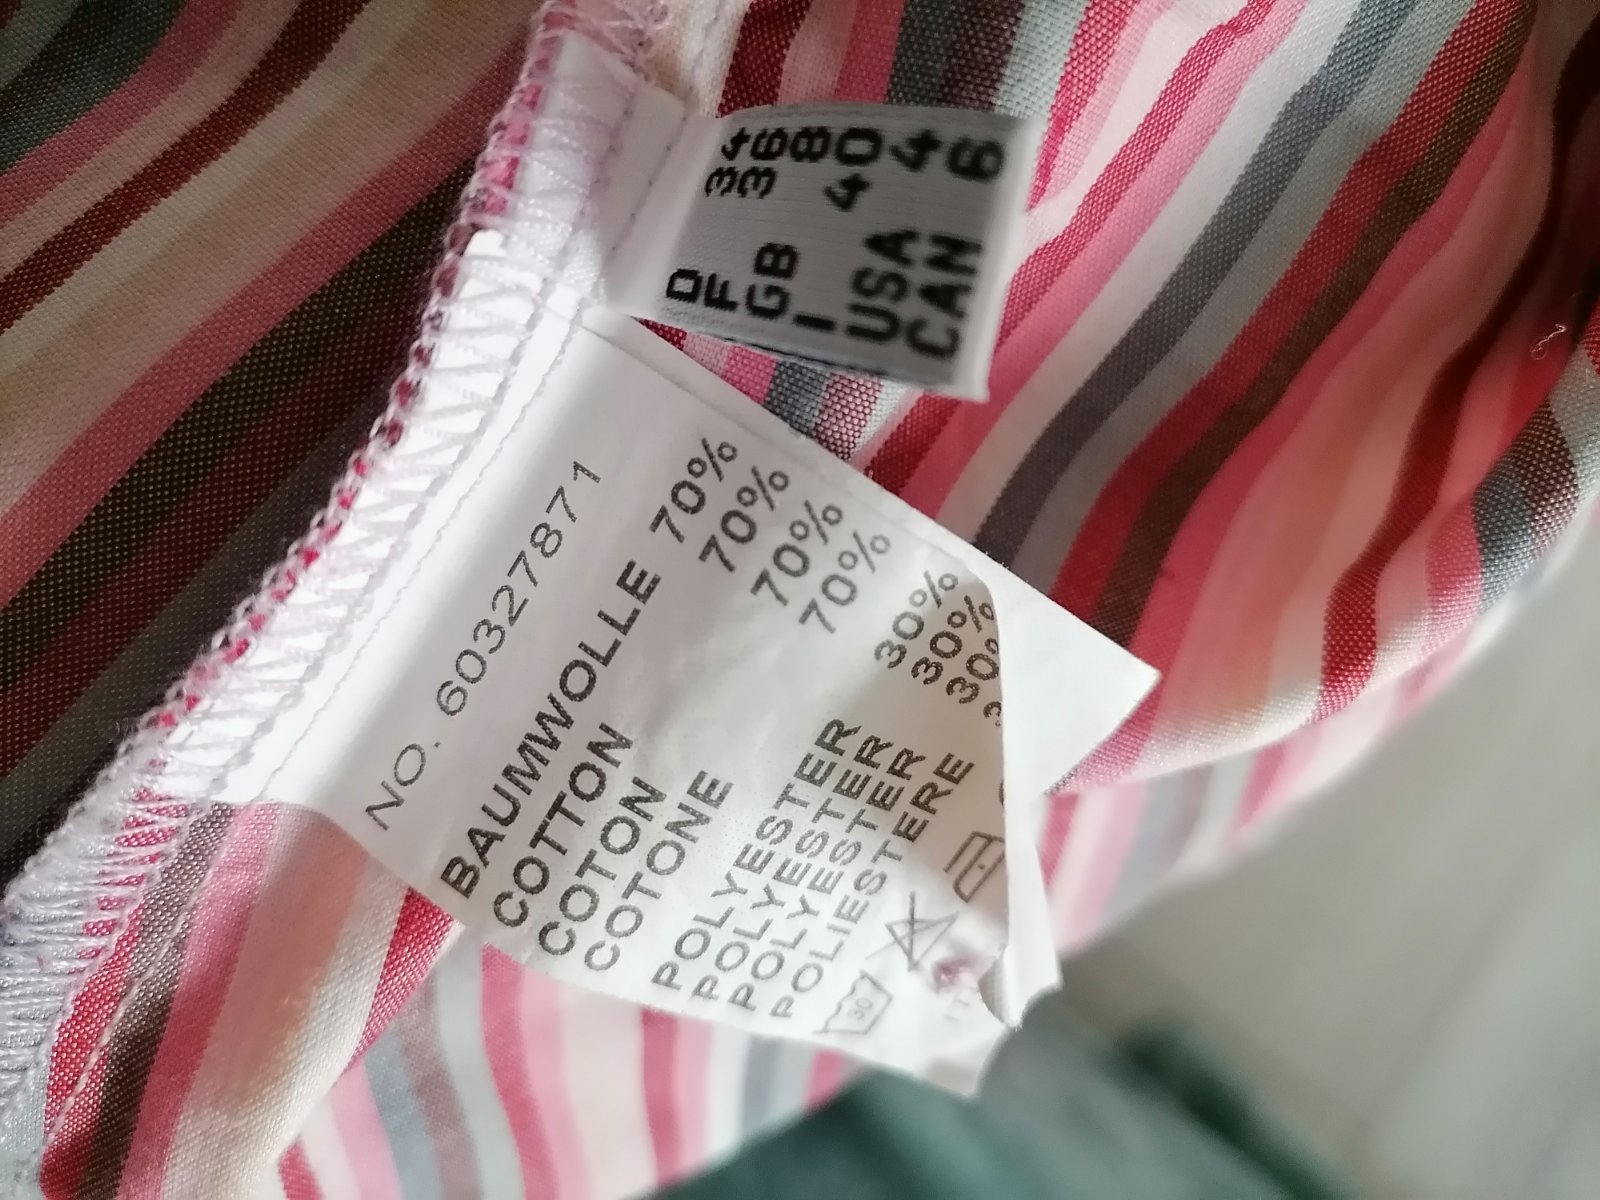 D 34
F 36
GB 8
I 40
USA 4
CAN 6
NO. 60327871
BAUMWOLLE 70%
COTTON 70%
COTON 70%
COTONE 70%
POLYESTER 30%
POLYESTER 30%
POLYESTER 30%
POLIESTERE
30